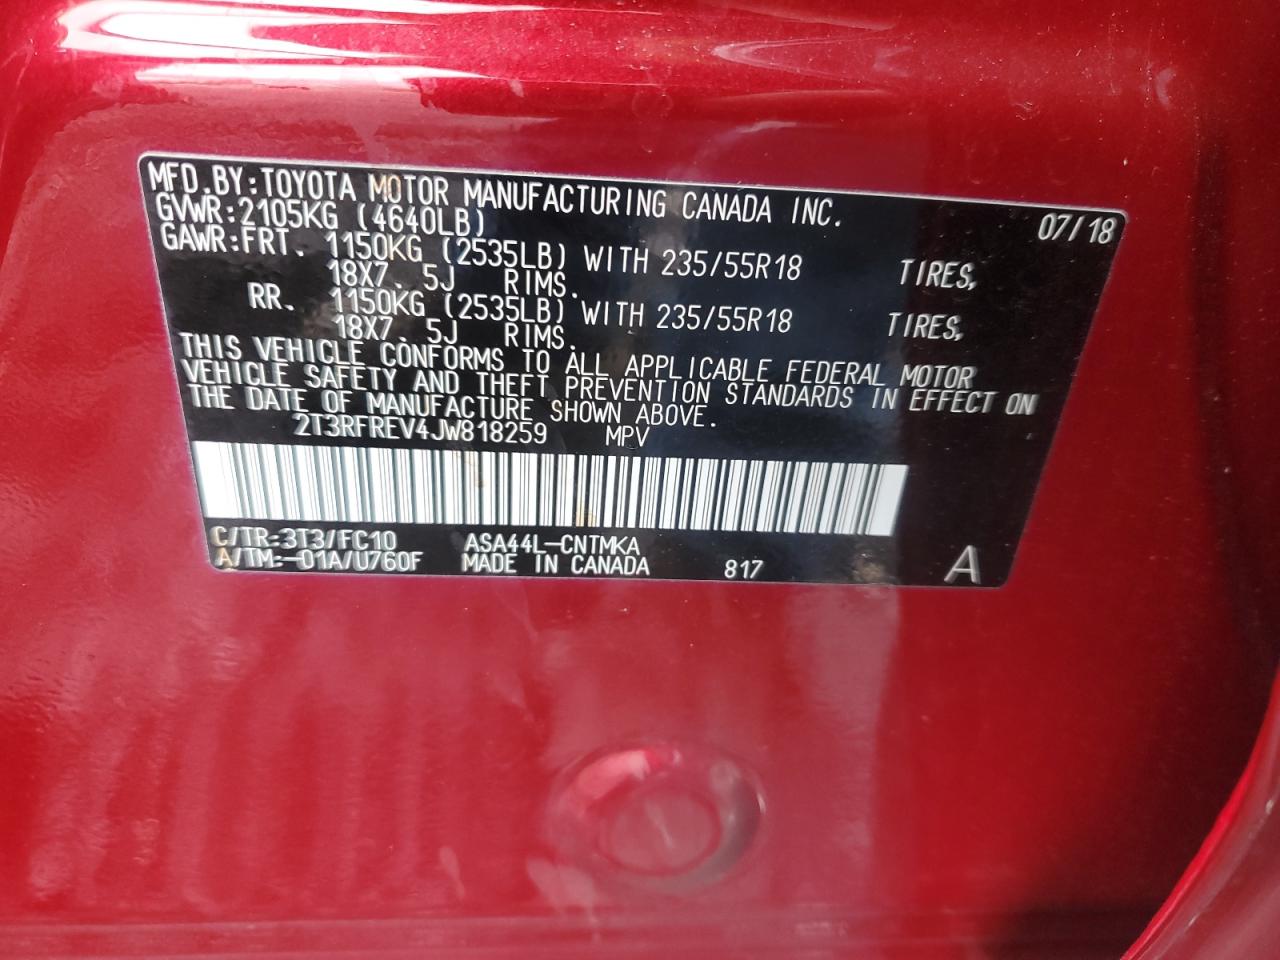 MFD.BY:TOYOTA MOTOR MANUFACTURING CANADA INC. 07/18
GVWR:2105KG (4640LB)
GAWR:FRT. 1150KG (2535LB) WITH 235/55R18 TIRES,
18X7.5J RIMS.
RR. 1150KG (2535LB) WITH 235/55R18 TIRES,
18X7.5J RIMS.
THIS VEHICLE CONFORMS TO ALL APPLICABLE FEDERAL MOTOR
VEHICLE SAFETY AND THEFT PREVENTION STANDARDS IN EFFECT ON
THE DATE OF MANUFACTURE SHOWN ABOVE.
2T3RFREV4JW818259 MPV
C/TR:3T3/FC10 ASA44L-CNTMKA
A/TM:-01A/U760F MADE IN CANADA 817 A